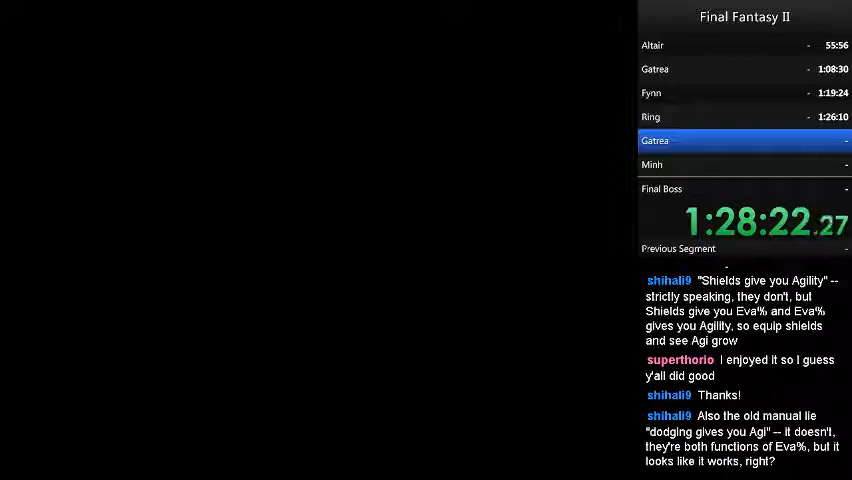 Final Fantasy II
Altair - 55:56
Gatrea - 1:08:30
Fynn - 1:19:24
Ring - 1:26:10
Gatrea -
Minh -
Final Boss -
1:28:22.27
Previous Segment -
-
shihali9 "Shields give you Agility" --
strictly speaking, they don't, but
Shields give you Eva% and Eva%
gives you Agility, so equip shields
and see Agi grow
superthorio I enjoyed it so I guess
y'all did good
shihali9 Thanks!
shihali9 Also the old manual lie
"dodging gives you Agi" -- it doesn't,
they're both functions of Eva%, but it
looks like it works, right?